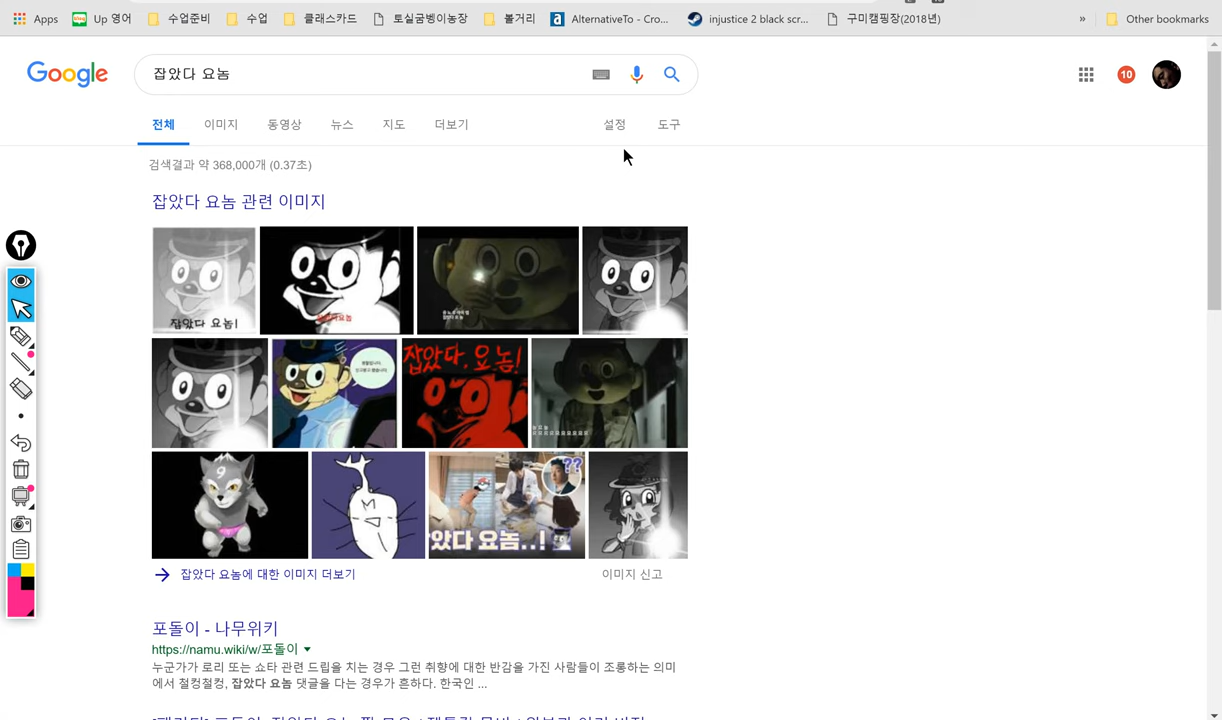 Apps
Up 영어
수업준비
수업
클래스카드
토실굼벵이농장
볼거리
AlternativeTo - Cro...
injustice 2 black scr...
구미캠핑장(2018년)
»
Other bookmarks
Google
잡았다 요놈
10
전체
이미지
동영상
뉴스
지도
더보기
설정
도구
검색결과 약 368,000개 (0.37초)
잡았다 요놈 관련 이미지
잡았다 요놈!
잡았다 요놈
잡았다. 요놈!
9
??
잡았다 요놈..!
잡았다 요놈에 대한 이미지 더보기
이미지 신고
포돌이 - 나무위키
https://namu.wiki/w/포돌이
누군가가 로리 또는 쇼타 관련 드립을 치는 경우 그런 취향에 대한 반감을 가진 사람들이 조롱하는 의미
에서 철컹철컹, 잡았다 요놈 댓글을 다는 경우가 흔하다. 한국인 ...